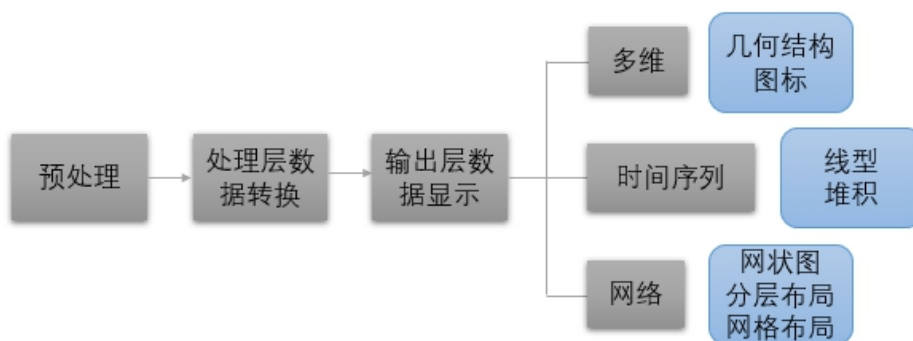 预处理
处理层数
据转换
输出层数
据显示
多维
几何结构
图标
时间序列
线型
堆积
网络
网状图
分层布局
网格布局